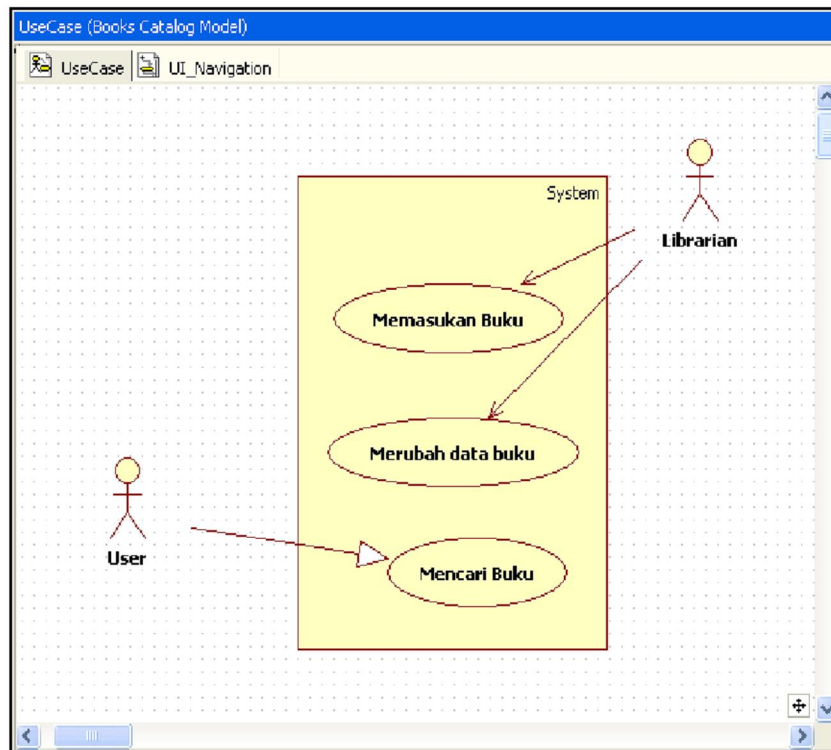 UseCase (Books Catalog Model)
UseCase UI_Navigation
System
Librarian
Memasukan Buku
Merubah data buku
User
Mencari Buku